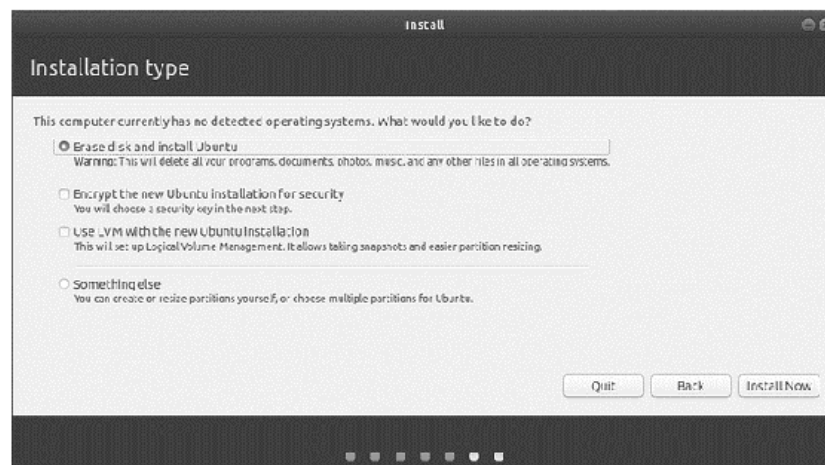 Install
Installation type
This computer currently has no detected operating systems. What would you like to do?
Erase disk and install Ubuntu
Warning: This will delete all your programs, documents, photos, music, and any other files in all operating systems.
Encrypt the new Ubuntu installation for security
You will choose a security key in the next step.
Use LVM with the new Ubuntu installation
This will set up Logical Volume Management. It allows taking snapshots and easier partition resizing.
Something else
You can create or resize partitions yourself, or choose multiple partitions for Ubuntu.
Quit Back Install Now